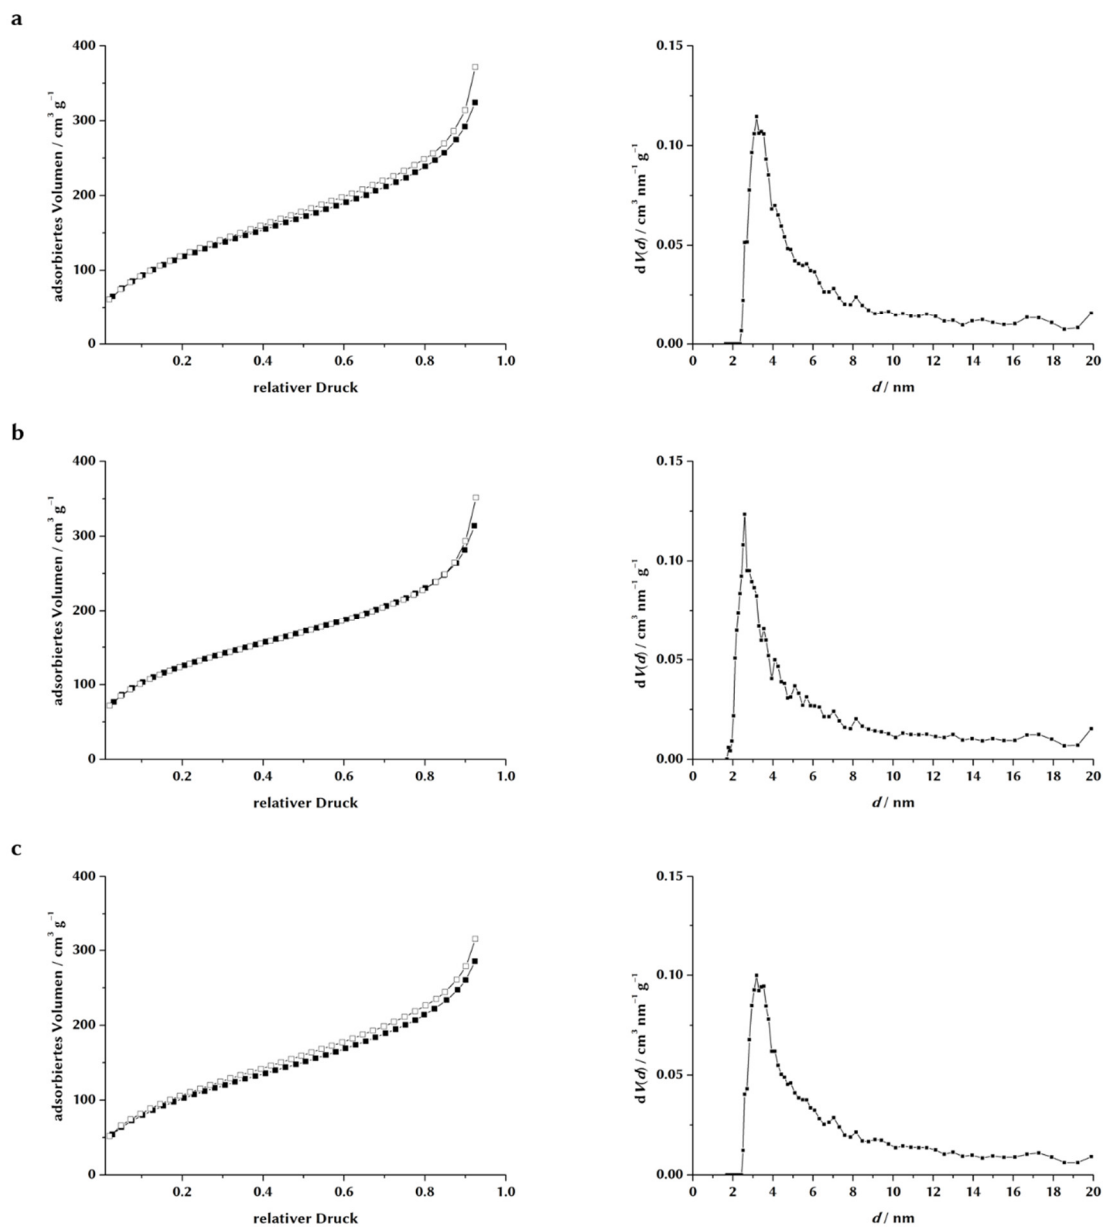 a
400
300
200
100
0
0.2 0.4 0.6 0.8 1.0
adsorbiertes Volumen / cm³ g⁻¹
relativer Druck
0.15
0.10
0.05
0.00
0 2 4 6 8 10 12 14 16 18 20
dV(d) / cm³ nm⁻¹ g⁻¹
d / nm
b
400
300
200
100
0
0.2 0.4 0.6 0.8 1.0
adsorbiertes Volumen / cm³ g⁻¹
relativer Druck
0.15
0.10
0.05
0.00
0 2 4 6 8 10 12 14 16 18 20
dV(d) / cm³ nm⁻¹ g⁻¹
d / nm
c
400
300
200
100
0
0.2 0.4 0.6 0.8 1.0
adsorbiertes Volumen / cm³ g⁻¹
relativer Druck
0.15
0.10
0.05
0.00
0 2 4 6 8 10 12 14 16 18 20
dV(d) / cm³ nm⁻¹ g⁻¹
d / nm